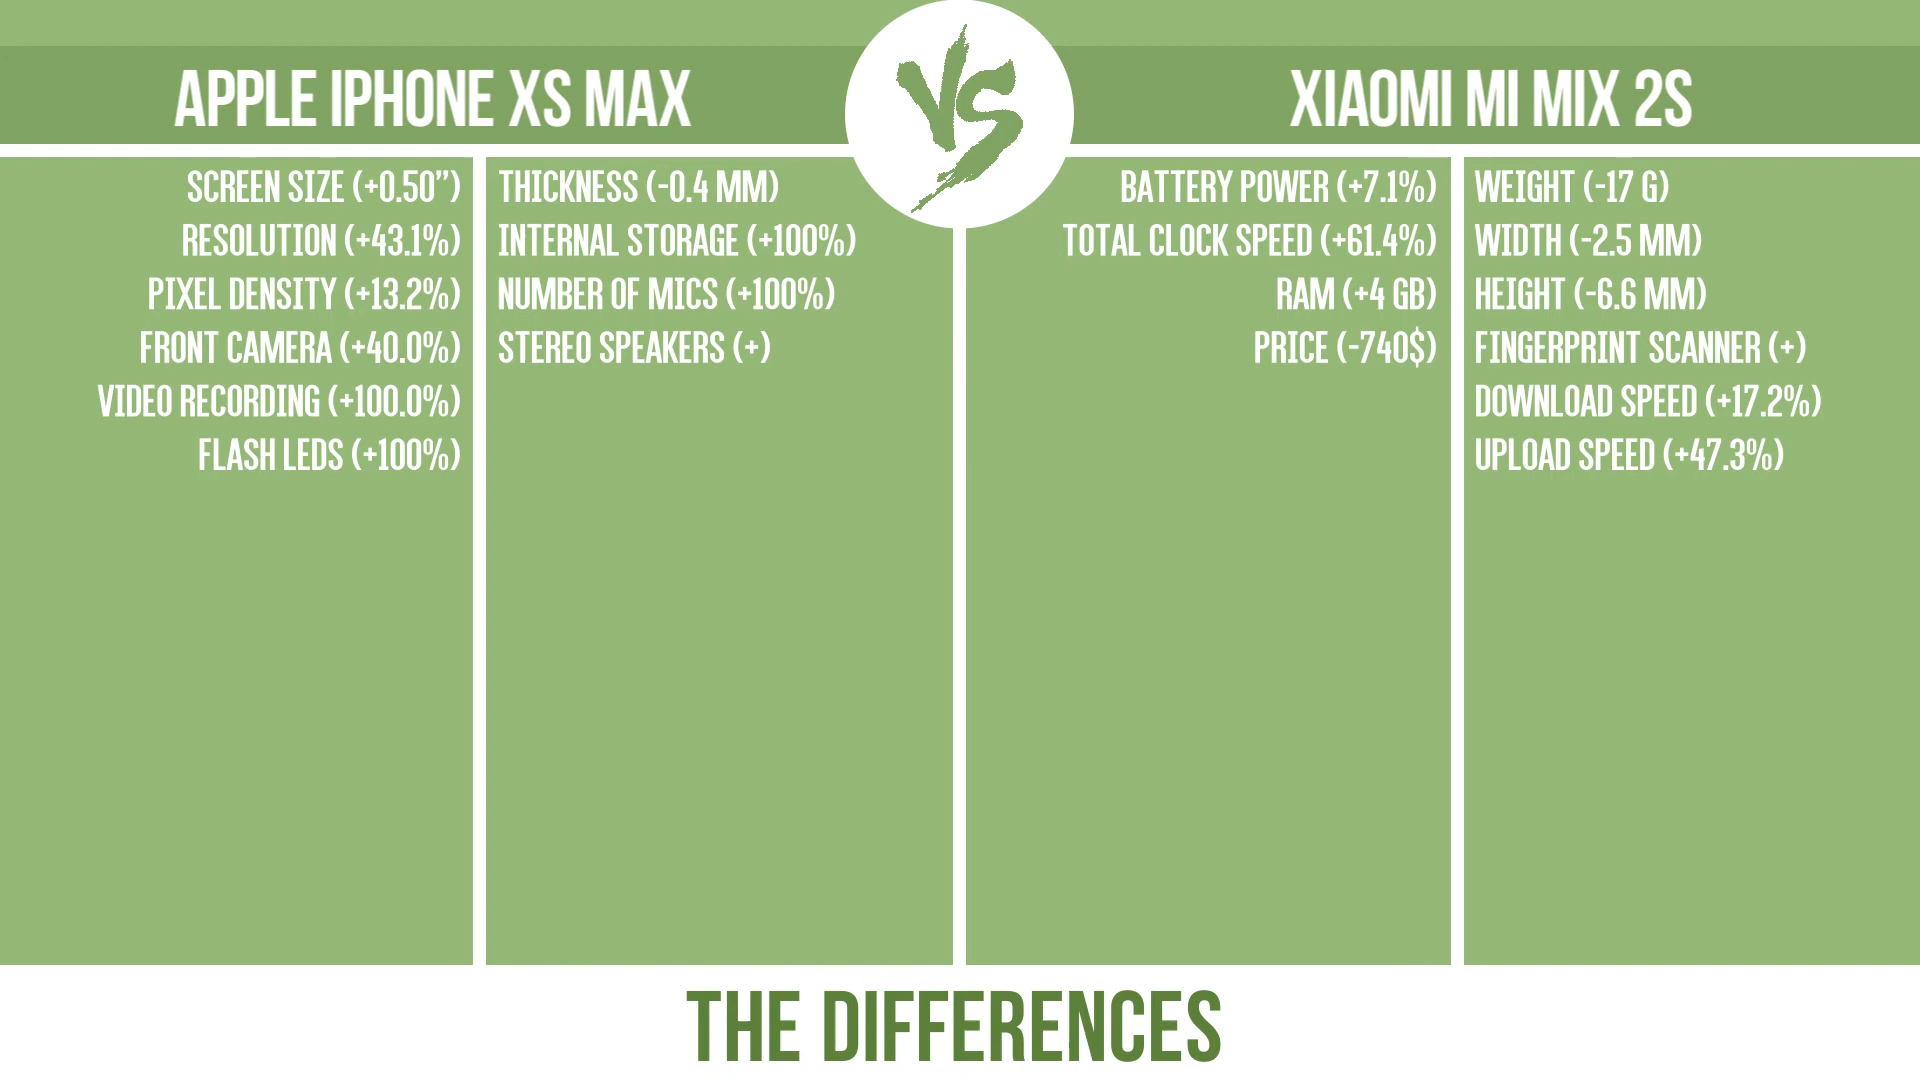 APPLE IPHONE XS MAX
VS
XIAOMI MI MIX 2S
SCREEN SIZE (+0.50”)
RESOLUTION (+43.1%)
PIXEL DENSITY (+13.2%)
FRONT CAMERA (+40.0%)
VIDEO RECORDING (+100.0%)
FLASH LEDS (+100%)
THICKNESS (-0.4 MM)
INTERNAL STORAGE (+100%)
NUMBER OF MICS (+100%)
STEREO SPEAKERS (+)
BATTERY POWER (+7.1%)
TOTAL CLOCK SPEED (+61.4%)
RAM (+4 GB)
PRICE (-740$)
WEIGHT (-17 G)
WIDTH (-2.5 MM)
HEIGHT (-6.6 MM)
FINGERPRINT SCANNER (+)
DOWNLOAD SPEED (+17.2%)
UPLOAD SPEED (+47.3%)
THE DIFFERENCES